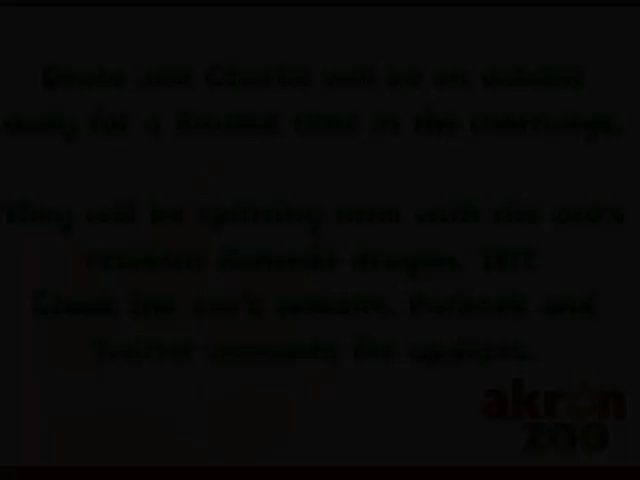 will be on exhibit
daily for a limited time in the mornings.
They will be splitting time with the zoo's
resident Komodo dragon,
Check the zoo's website, Facebook and
Twitter accounts for updates.
akron
zoo